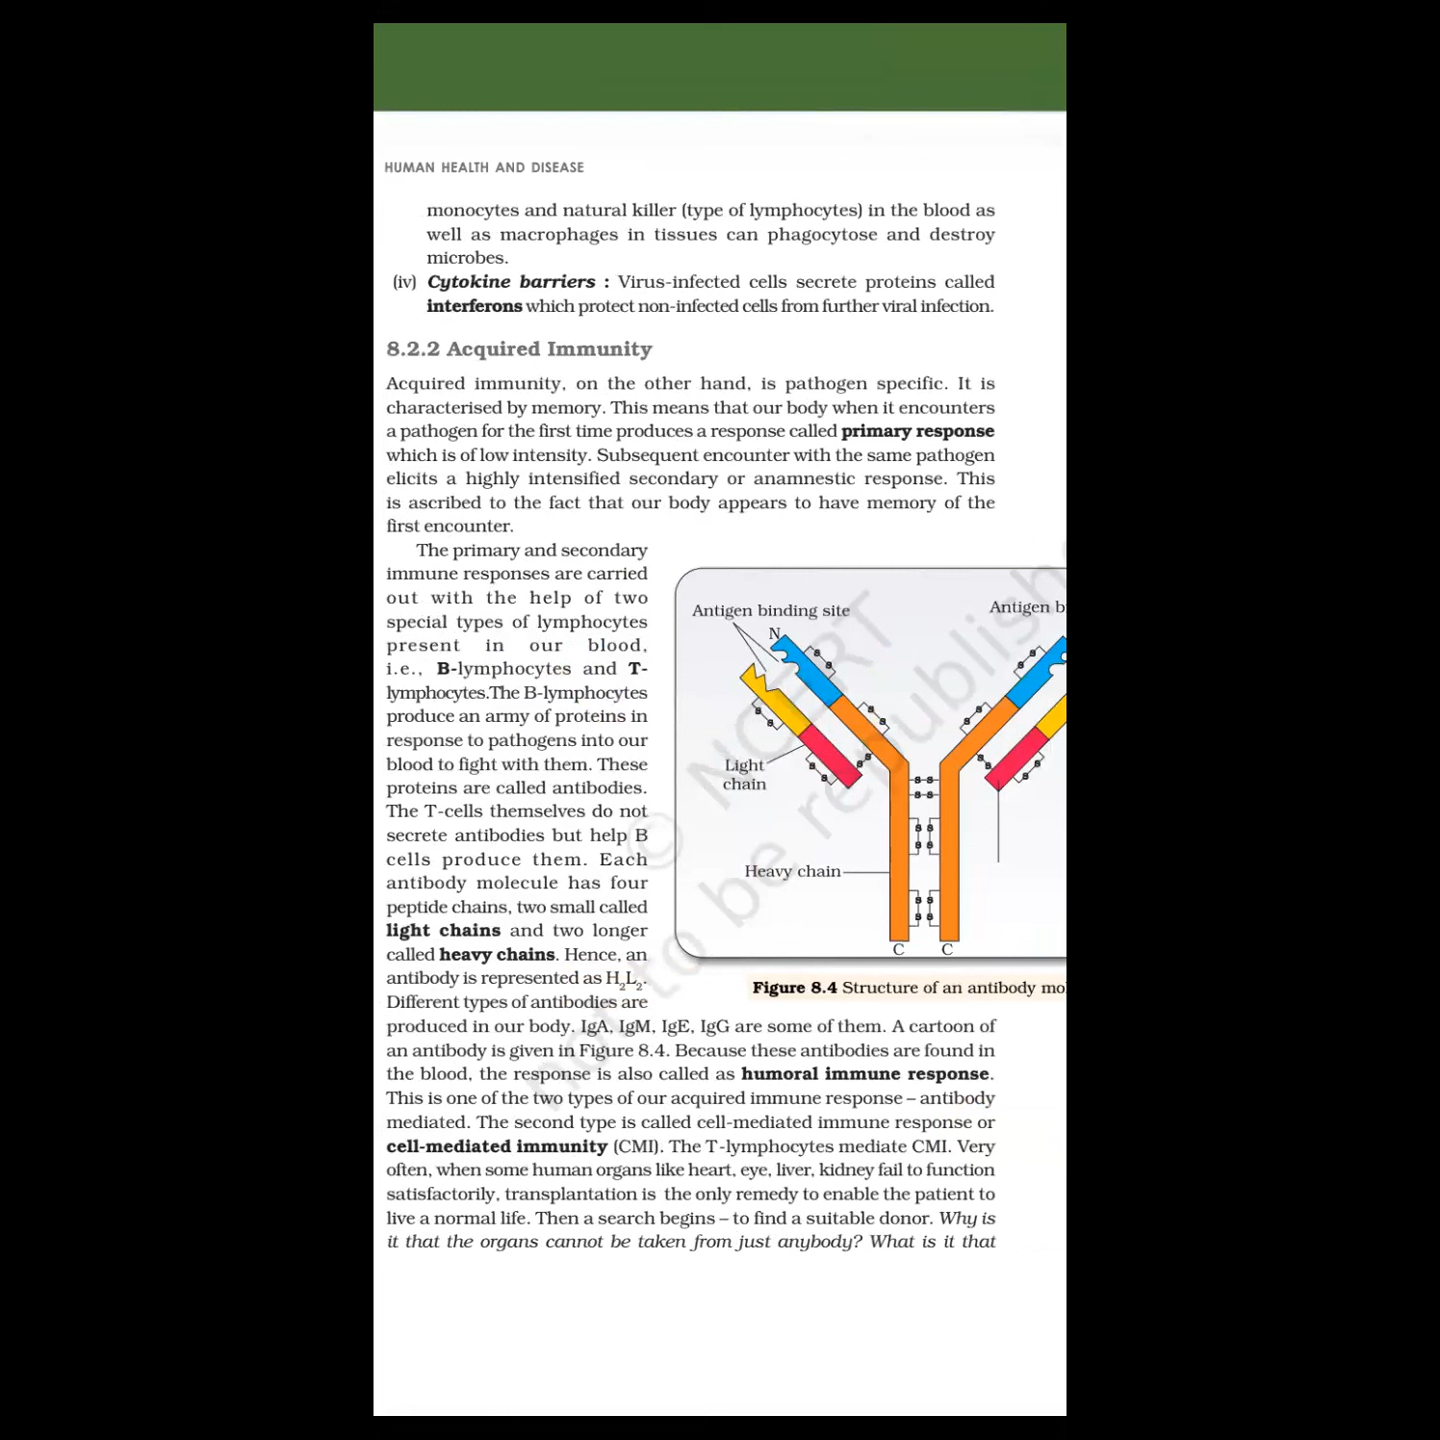 HUMAN HEALTH AND DISEASE
monocytes and natural killer (type of lymphocytes) in the blood as
well as macrophages in tissues can phagocytose and destroy
microbes.
(iv) Cytokine barriers : Virus-infected cells secrete proteins called
interferons which protect non-infected cells from further viral infection.
8.2.2 Acquired Immunity
Acquired immunity, on the other hand, is pathogen specific. It is
characterised by memory. This means that our body when it encounters
a pathogen for the first time produces a response called primary response
which is of low intensity. Subsequent encounter with the same pathogen
elicits a highly intensified secondary or anamnestic response. This
is ascribed to the fact that our body appears to have memory of the
first encounter.
The primary and secondary
immune responses are carried
out with the help of two
special types of lymphocytes
present in our blood,
i.e., B-lymphocytes and T-
lymphocytes.The B-lymphocytes
produce an army of proteins in
response to pathogens into our
blood to fight with them. These
proteins are called antibodies.
The T-cells themselves do not
secrete antibodies but help B
cells produce them. Each
antibody molecule has four
peptide chains, two small called
light chains and two longer
called heavy chains. Hence, an
antibody is represented as H₂L₂.
Different types of antibodies are
Antigen binding site
Antigen b
N
s s
s s
s s
s s
s s
s s
s s
s s
Light
chain
s s
s s
s s
s s
Heavy chain
s s
s s
C C
Figure 8.4 Structure of an antibody mo
produced in our body. IgA, IgM, IgE, IgG are some of them. A cartoon of
an antibody is given in Figure 8.4. Because these antibodies are found in
the blood, the response is also called as humoral immune response.
This is one of the two types of our acquired immune response – antibody
mediated. The second type is called cell-mediated immune response or
cell-mediated immunity (CMI). The T-lymphocytes mediate CMI. Very
often, when some human organs like heart, eye, liver, kidney fail to function
satisfactorily, transplantation is the only remedy to enable the patient to
live a normal life. Then a search begins – to find a suitable donor. Why is
it that the organs cannot be taken from just anybody? What is it that
© NCERT
not to be republishe